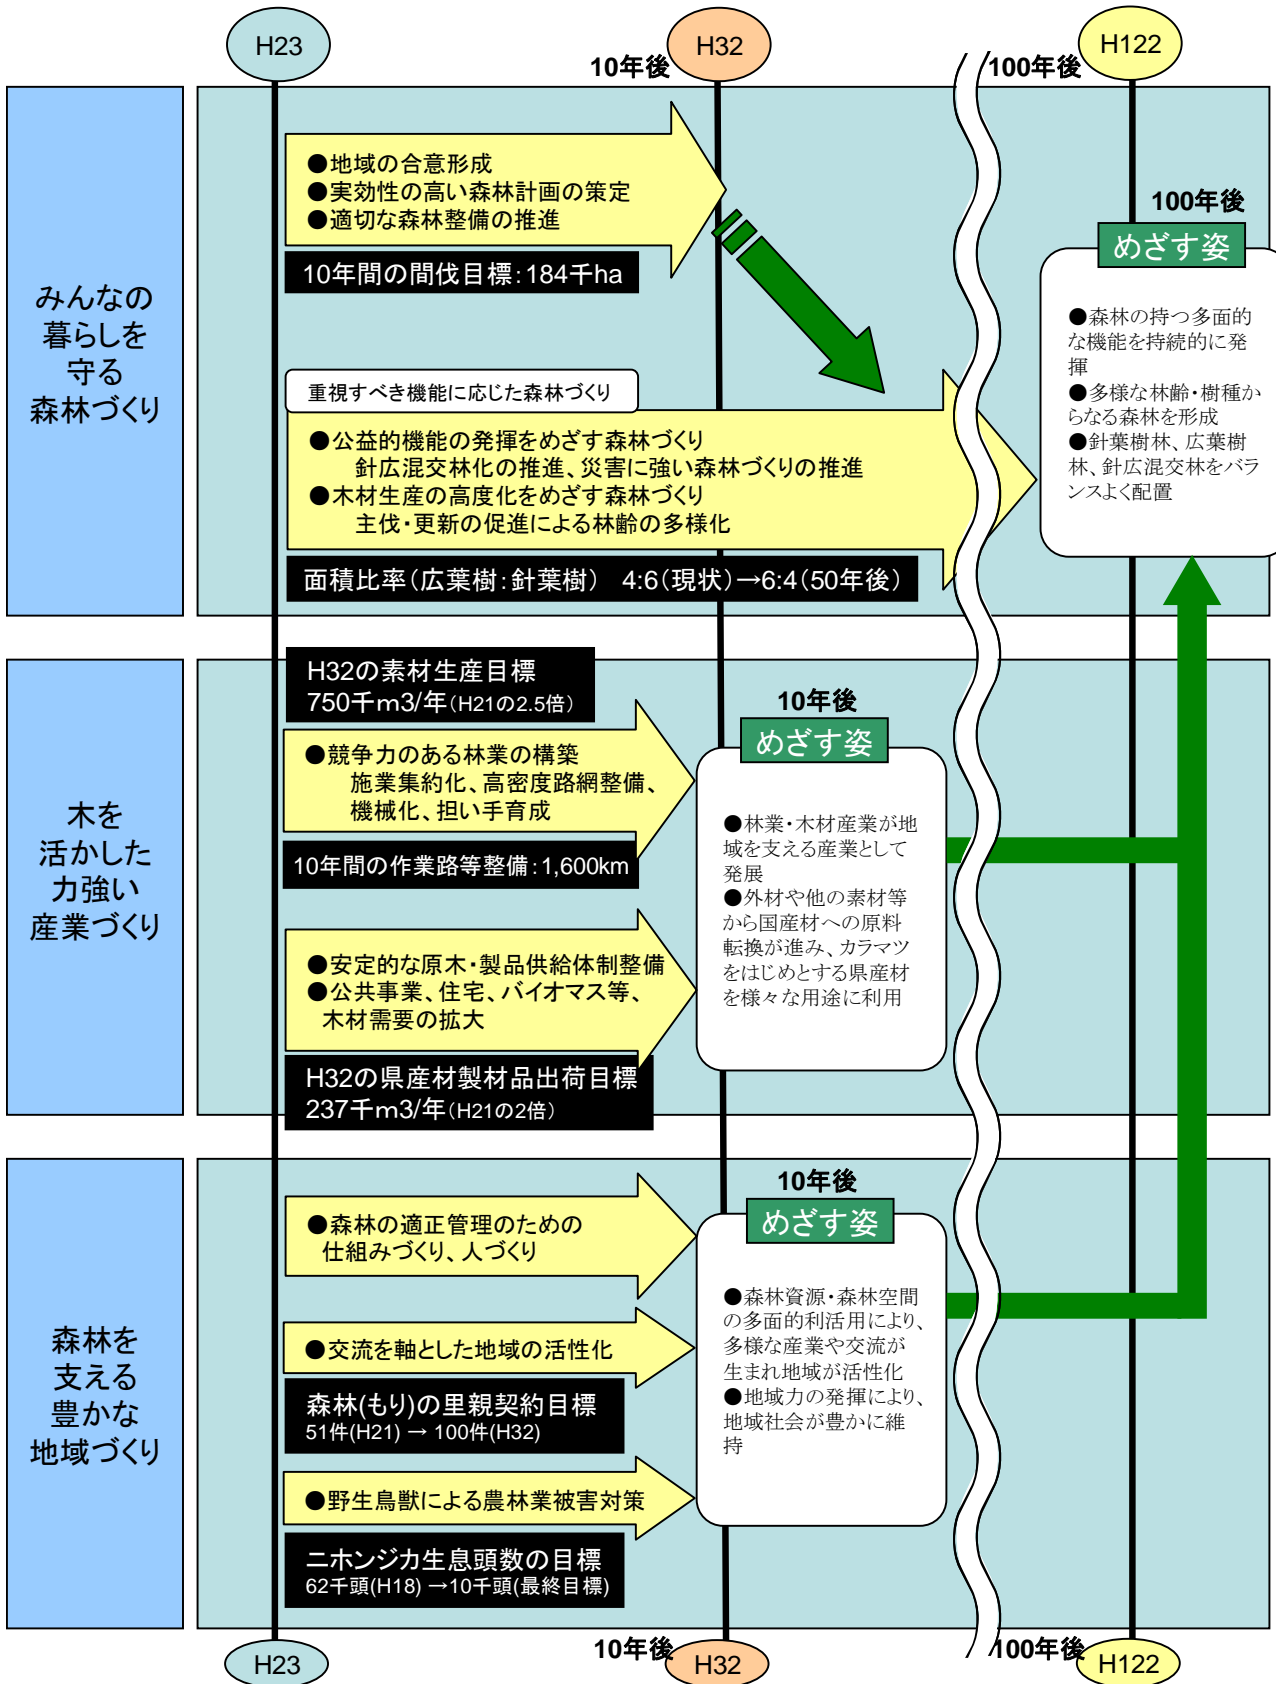 H23
H32
H122
10年後
100年後
みんなの
暮らしを
守る
森林づくり
●地域の合意形成
●実効性の高い森林計画の策定
●適切な森林整備の推進
10年間の間伐目標：184千ha
重視すべき機能に応じた森林づくり
●公益的機能の発揮をめざす森林づくり
針広混交林化の推進、災害に強い森林づくりの推進
●木材生産の高度化をめざす森林づくり
主伐・更新の促進による林齢の多様化
面積比率（広葉樹：針葉樹） 4:6（現状）→6:4（50年後）
100年後
めざす姿
●森林の持つ多面的
な機能を持続的に発
揮
●多様な林齢・樹種か
らなる森林を形成
●針葉樹林、広葉樹
林、針広混交林をバラ
ンスよく配置
木を
活かした
力強い
産業づくり
H32の素材生産目標
750千ｍ3/年（H21の2.5倍）
●競争力のある林業の構築
施業集約化、高密度路網整備、
機械化、担い手育成
10年間の作業路等整備：1,600km
●安定的な原木・製品供給体制整備
●公共事業、住宅、バイオマス等、
木材需要の拡大
H32の県産材製材品出荷目標
237千ｍ3/年（H21の2倍）
10年後
めざす姿
●林業・木材産業が地
域を支える産業として
発展
●外材や他の素材等
から国産材への原料
転換が進み、カラマツ
をはじめとする県産材
を様々な用途に利用
森林を
支える
豊かな
地域づくり
●森林の適正管理のための
仕組みづくり、人づくり
●交流を軸とした地域の活性化
森林(もり)の里親契約目標
51件(H21) → 100件(H32)
●野生鳥獣による農林業被害対策
ニホンジカ生息頭数の目標
62千頭(H18) →10千頭(最終目標)
10年後
めざす姿
●森林資源・森林空間
の多面的利活用により、
多様な産業や交流が
生まれ地域が活性化
●地域力の発揮により、
地域社会が豊かに維
持
H23
10年後
H32
100年後
H122